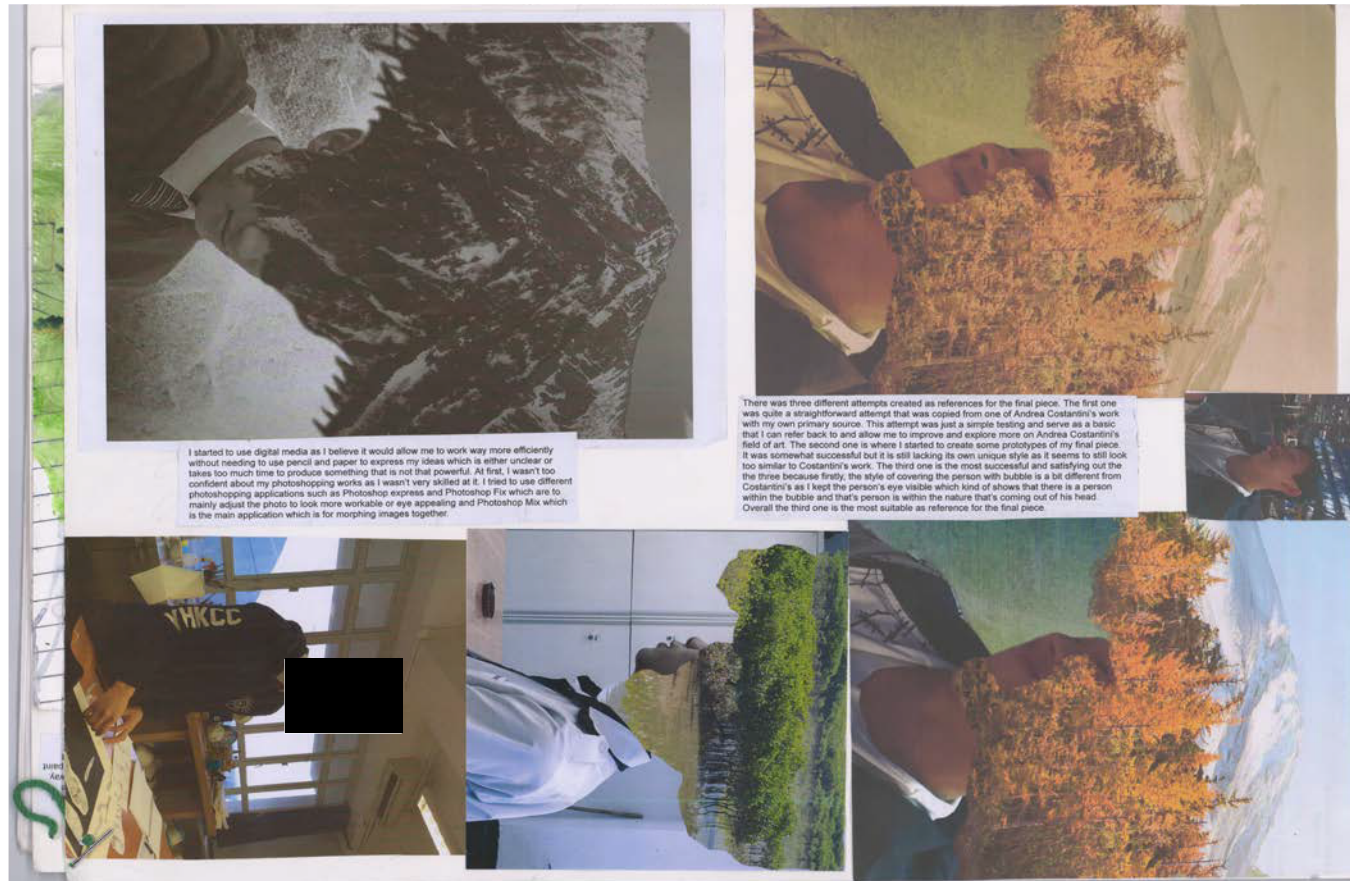 I started to use digital media as I believe it would allow me to work way more efficiently
without needing to use pencil and paper to express my ideas which is either unclear or
takes too much time to produce something that is not that powerful. At first, I wasn't too
confident about my photoshopping works as I wasn't very skilled at it. I tried to use different
photoshopping applications such as Photoshop express and Photoshop Fix which are to
mainly adjust the photo to look more workable or eye appealing and Photoshop Mix which
is the main application which is for morphing images together.
There was three different attempts created as references for the final piece. The first one
was quite a straightforward attempt that was copied from one of Andrea Costantini's work
with my own primary source. This attempt was just a simple testing and serve as a basic
that I can refer back to and allow me to improve and explore more on Andrea Costantini's
field of art. The second one is where I started to create some prototypes of my final piece.
It was somewhat successful but it is still lacking its own unique style as it seems to still look
too similar to Costantini's work. The third one is the most successful and satisfying out the
the three because firstly, the style of covering the person with bubble is a bit different from
Costantini's as I kept the person's eye visible which kind of shows that there is a person
within the bubble and that's person is within the nature that's coming out of his head.
Overall the third one is the most suitable as reference for the final piece.
YHKCC